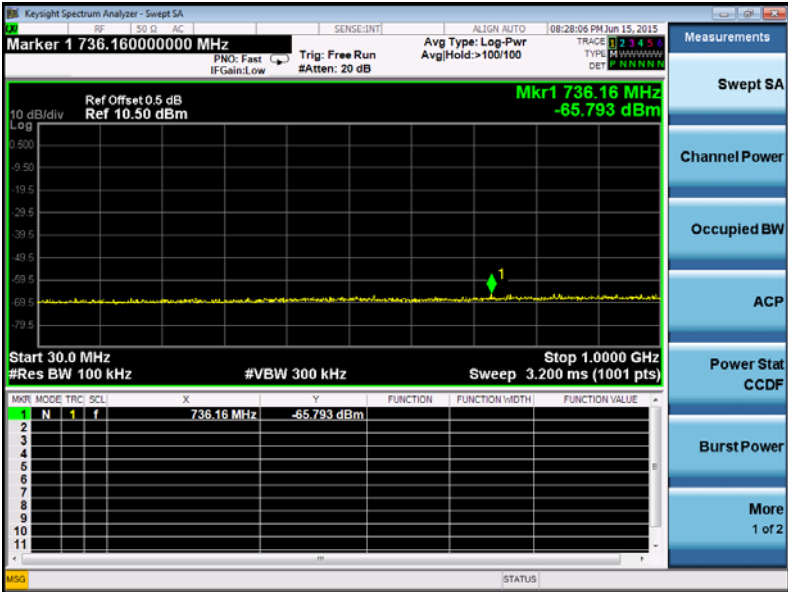 Keysight Spectrum Analyzer - Swept SA
RF 50 Ω AC SENSE:INT ALIGN AUTO 08:28:06 PM Jun 15, 2015
Marker 1 736.160000000 MHz
PNO: Fast
IFGain:Low
Trig: Free Run
#Atten: 20 dB
Avg Type: Log-Pwr
Avg|Hold:>100/100
TRACE 1 2 3 4 5 6
TYPE M WWWWW
DET P N N N N N
Ref Offset 0.5 dB
10 dB/div Ref 10.50 dBm
Log
Mkr1 736.16 MHz
-65.793 dBm
0.500
-9.50
-19.5
-29.5
-39.5
-49.5
-59.5
-69.5
-79.5
1
Start 30.0 MHz Stop 1.0000 GHz
#Res BW 100 kHz #VBW 300 kHz Sweep 3.200 ms (1001 pts)
MKR MODE TRC SCL X Y FUNCTION FUNCTION WIDTH FUNCTION VALUE
1 N 1 f 736.16 MHz -65.793 dBm
2
3
4
5
6
7
8
9
10
11
MSG STATUS
Measurements
Swept SA
Channel Power
Occupied BW
ACP
Power Stat
CCDF
Burst Power
More
1 of 2